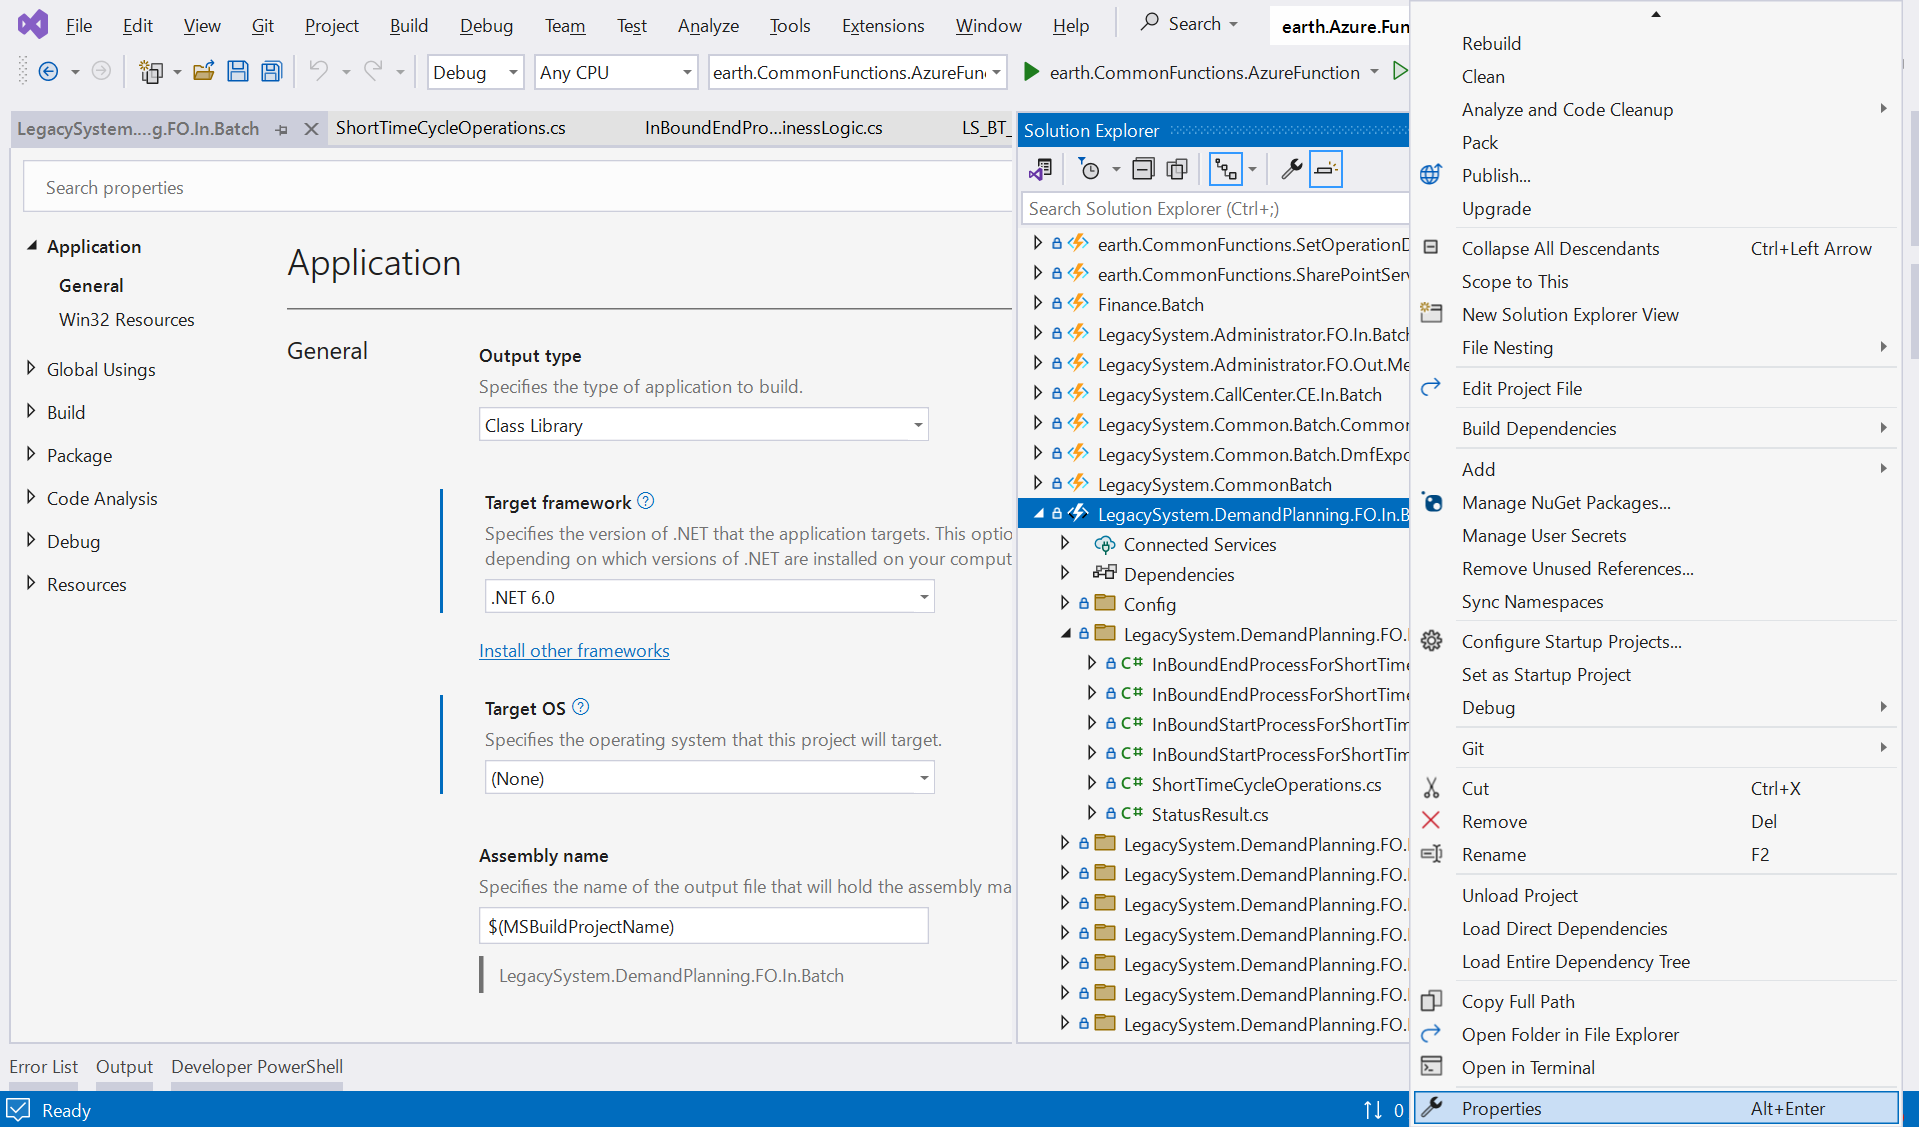 File Edit View Git Project Build Debug Team Test Analyze Tools Extensions Window Help Search earth.Azure.Fun
Debug Any CPU earth.CommonFunctions.AzureFun earth.CommonFunctions.AzureFunction
LegacySystem....g.FO.In.Batch ShortTimeCycleOperations.cs InBoundEndPro...inessLogic.cs LS_BT_
Search properties
Application
General
Win32 Resources
Global Usings
Build
Package
Code Analysis
Debug
Resources
Application
General
Output type
Specifies the type of application to build.
Class Library
Target framework
Specifies the version of .NET that the application targets. This optio
depending on which versions of .NET are installed on your comput
.NET 6.0
Install other frameworks
Target OS
Specifies the operating system that this project will target.
(None)
Assembly name
Specifies the name of the output file that will hold the assembly ma
$(MSBuildProjectName)
LegacySystem.DemandPlanning.FO.In.Batch
Solution Explorer
Search Solution Explorer (Ctrl+;)
earth.CommonFunctions.SetOperationD
earth.CommonFunctions.SharePointServ
Finance.Batch
LegacySystem.Administrator.FO.In.Batch
LegacySystem.Administrator.FO.Out.Me
LegacySystem.CallCenter.CE.In.Batch
LegacySystem.Common.Batch.Common
LegacySystem.Common.Batch.DmfExpo
LegacySystem.CommonBatch
LegacySystem.DemandPlanning.FO.In.B
Connected Services
Dependencies
Config
LegacySystem.DemandPlanning.FO.
C# InBoundEndProcessForShortTime
C# InBoundEndProcessForShortTime
C# InBoundStartProcessForShortTim
C# InBoundStartProcessForShortTim
C# ShortTimeCycleOperations.cs
C# StatusResult.cs
LegacySystem.DemandPlanning.FO.
LegacySystem.DemandPlanning.FO.
LegacySystem.DemandPlanning.FO.
LegacySystem.DemandPlanning.FO.
LegacySystem.DemandPlanning.FO.
LegacySystem.DemandPlanning.FO.
LegacySystem.DemandPlanning.FO.
Rebuild
Clean
Analyze and Code Cleanup
Pack
Publish...
Upgrade
Collapse All Descendants Ctrl+Left Arrow
Scope to This
New Solution Explorer View
File Nesting
Edit Project File
Build Dependencies
Add
Manage NuGet Packages...
Manage User Secrets
Remove Unused References...
Sync Namespaces
Configure Startup Projects...
Set as Startup Project
Debug
Git
Cut Ctrl+X
Remove Del
Rename F2
Unload Project
Load Direct Dependencies
Load Entire Dependency Tree
Copy Full Path
Open Folder in File Explorer
Open in Terminal
Properties Alt+Enter
Error List Output Developer PowerShell
Ready 0